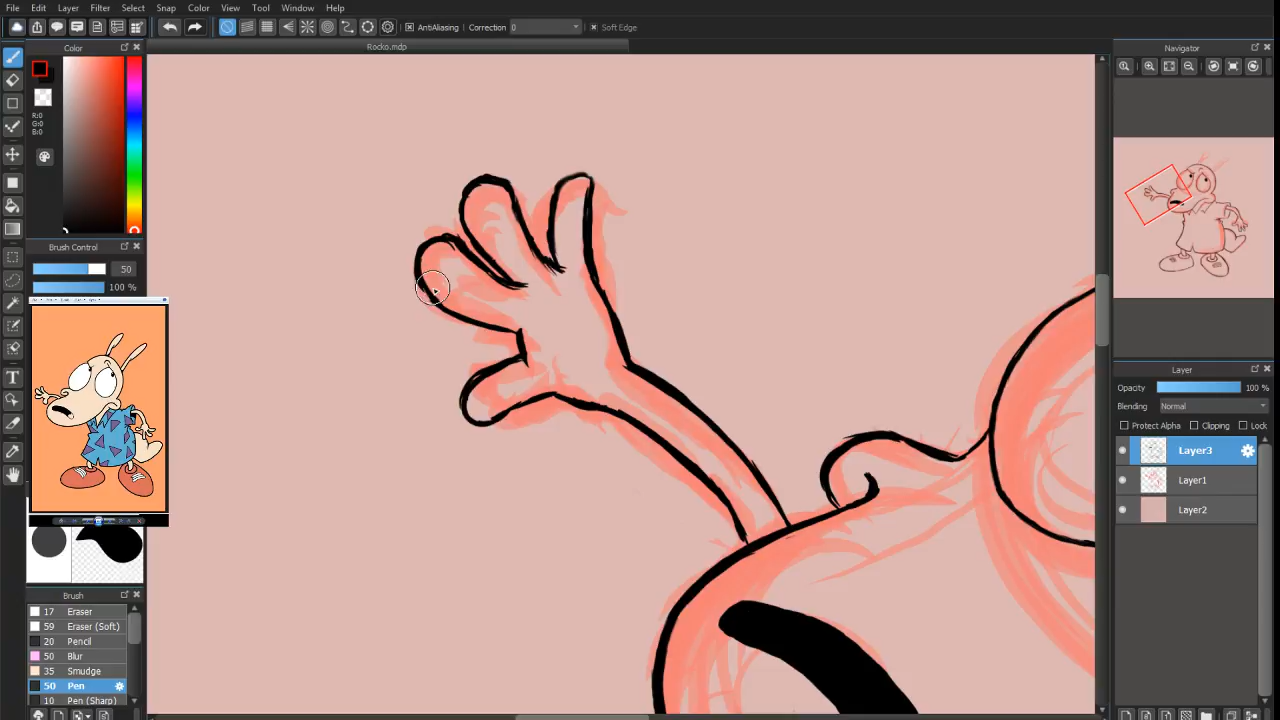 File Edit Layer Filter Select Snap Color View Tool Window Help
AntiAliasing Correction 0 Soft Edge
Rocko.mdp
Color
R:0
G:0
B:0
Brush Control
50
100 %
Brush
17 Eraser
59 Eraser (Soft)
20 Pencil
50 Blur
35 Smudge
50 Pen
10 Pen (Sharp)
Navigator
Layer
Opacity 100 %
Blending Normal
Protect Alpha Clipping Lock
Layer3
Layer1
Layer2